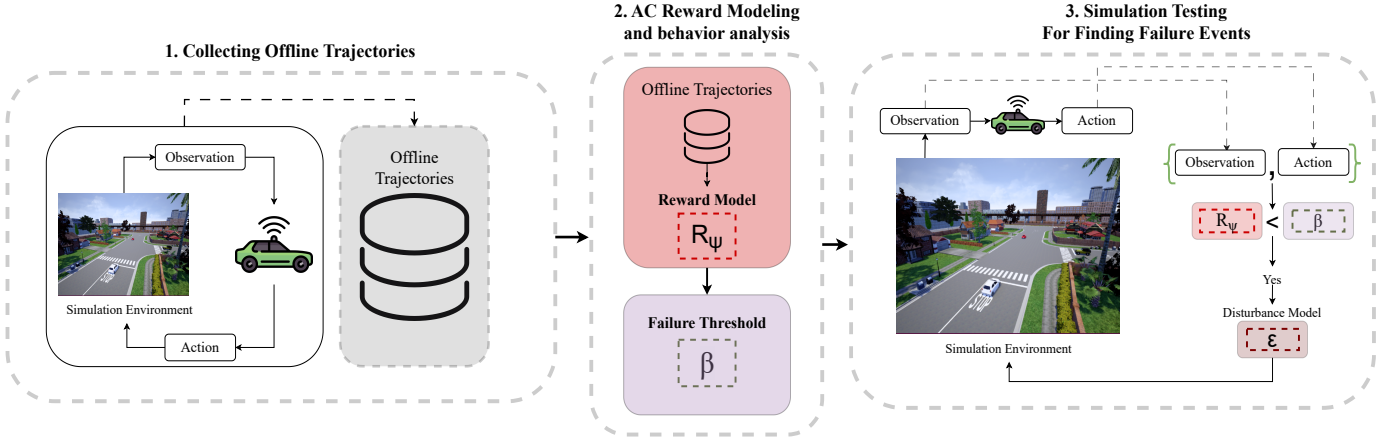 1. Collecting Offline Trajectories
Observation
Simulation Environment
Action
Offline
Trajectories
2. AC Reward Modeling
and behavior analysis
Offline Trajectories
Reward Model
Rψ
Failure Threshold
β
3. Simulation Testing
For Finding Failure Events
Observation
Action
Simulation Environment
{ Observation , Action }
Rψ < β
Yes
Disturbance Model
ε